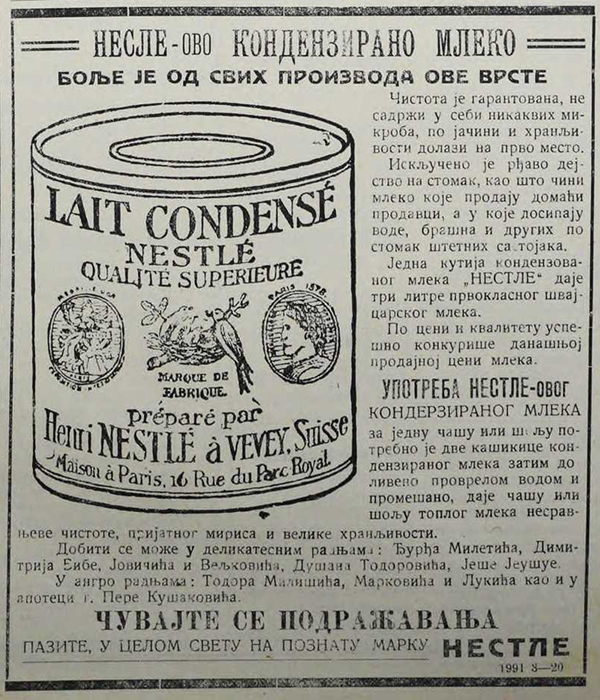 НЕСЛЕ-ОВО КОНДЕНЗИРАНО МЛЕКО
БОЉЕ ЈЕ ОД СВИХ ПРОИЗВОДА ОВЕ ВРСТЕ
LAIT CONDENSÉ
NESTLÉ
QUALITÉ SUPERIEURE
PARIS 1878.
MARQUE DE
FABRIQUE.
préparé par
Henri NESTLÉ à VEVEY, Suisse
Maison à Paris, 16 Rue du Parc Royal
Чистота је гарантована, не
садржи у себи никаквих ми-
кроба, по јачини и хранљи-
вости долази на прво место.
Искључено је рђаво деј-
ство на стомак, као што чини
млеко које продају домаћи
продавци, а у које досипају
воде, брашна и других по
стомак штетних састојака.
Једна кутија кондензова-
ног млека „НЕСТЛЕ“ даје
три литре првокласног швај-
царског млека.
По цени и квалитету успе-
шно конкурише данашњој
продајној цени млека.
УПОТРЕБА НЕСТЛЕ-ОВОГ
КОНДЕРЗИРАНОГ МЛЕКА
за једну чашу или шољу по-
требно је две кашикице кон-
дензираног млека затим до
ливено проврелом водом и
промешано, даје чашу или
шољу топлог млека несрав-
њеве чистоте, пријатног мириса и велике хранљивости.
Добити се може у деликатесним радњама: Ђурђа Милетића, Дими-
трија Бибе, Јовичића и Вељковића, Душана Тодоровића, Јеше Јеушуе.
У ангро радњама: Тодора Малишића, Марковића и Лукића као и у
апотеци г. Пере Кушаковића.
ЧУВАЈТЕ СЕ ПОДРАЖАВАЊА
ПАЗИТЕ, У ЦЕЛОМ СВЕТУ НА ПОЗНАТУ МАРКУ НЕСТЛЕ
1991 3—20